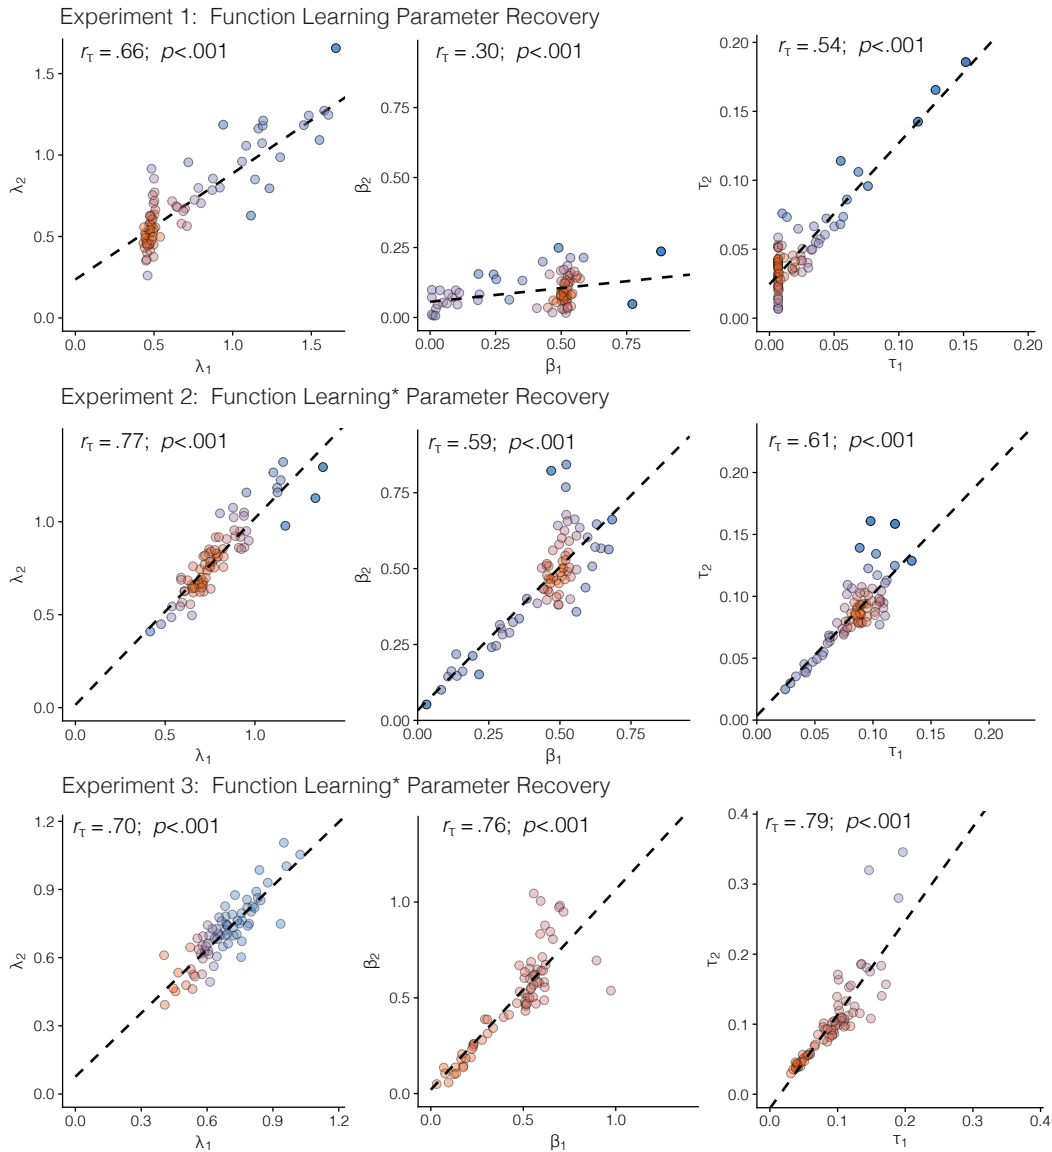 Experiment 1: Function Learning Parameter Recovery
rτ = .66; p<.001
rτ = .30; p<.001
rτ = .54; p<.001
1.5
1.0
0.5
0.0
λ2
0.0 0.5 1.0 1.5
λ1
0.75
0.50
0.25
0.00
β2
0.00 0.25 0.50 0.75
β1
0.20
0.15
0.10
0.05
0.00
τ2
0.00 0.05 0.10 0.15 0.20
τ1
Experiment 2: Function Learning* Parameter Recovery
rτ = .77; p<.001
rτ = .59; p<.001
rτ = .61; p<.001
1.0
0.5
0.0
λ2
0.0 0.5 1.0
λ1
0.75
0.50
0.25
0.00
β2
0.00 0.25 0.50 0.75
β1
0.20
0.15
0.10
0.05
0.00
τ2
0.00 0.05 0.10 0.15 0.20
τ1
Experiment 3: Function Learning* Parameter Recovery
rτ = .70; p<.001
rτ = .76; p<.001
rτ = .79; p<.001
1.2
0.9
0.6
0.3
0.0
λ2
0.0 0.3 0.6 0.9 1.2
λ1
1.0
0.5
0.0
β2
0.0 0.5 1.0
β1
0.4
0.3
0.2
0.1
0.0
τ2
0.0 0.1 0.2 0.3 0.4
τ1